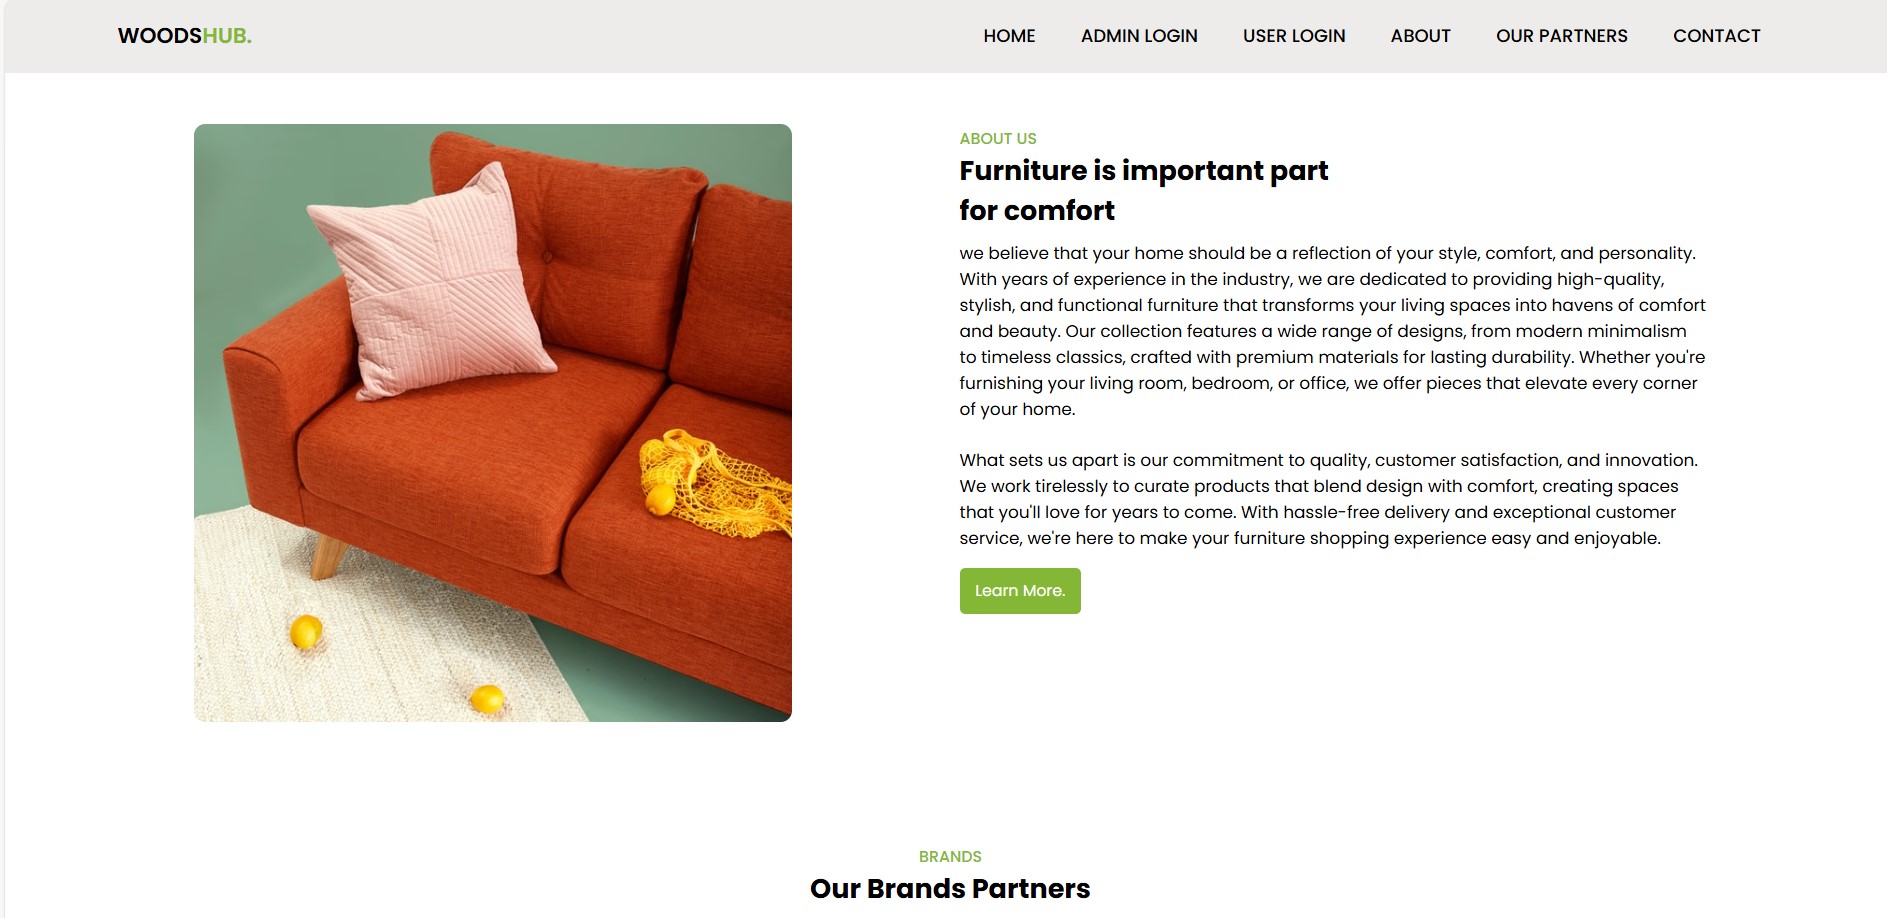 WOODSHUB.
HOME ADMIN LOGIN USER LOGIN ABOUT OUR PARTNERS CONTACT
ABOUT US
Furniture is important part
for comfort
we believe that your home should be a reflection of your style, comfort, and personality.
With years of experience in the industry, we are dedicated to providing high-quality,
stylish, and functional furniture that transforms your living spaces into havens of comfort
and beauty. Our collection features a wide range of designs, from modern minimalism
to timeless classics, crafted with premium materials for lasting durability. Whether you're
furnishing your living room, bedroom, or office, we offer pieces that elevate every corner
of your home.
What sets us apart is our commitment to quality, customer satisfaction, and innovation.
We work tirelessly to curate products that blend design with comfort, creating spaces
that you'll love for years to come. With hassle-free delivery and exceptional customer
service, we're here to make your furniture shopping experience easy and enjoyable.
Learn More.
BRANDS
Our Brands Partners